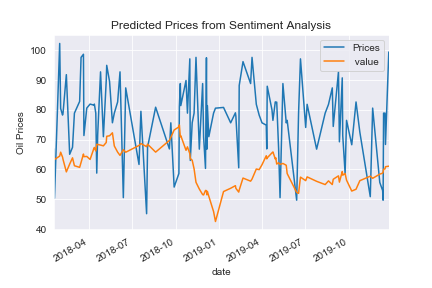 Predicted Prices from Sentiment Analysis
Prices
value
Oil Prices
100
90
80
70
60
50
40
2018-04
2018-07
2018-10
2019-01
2019-04
2019-07
2019-10
date